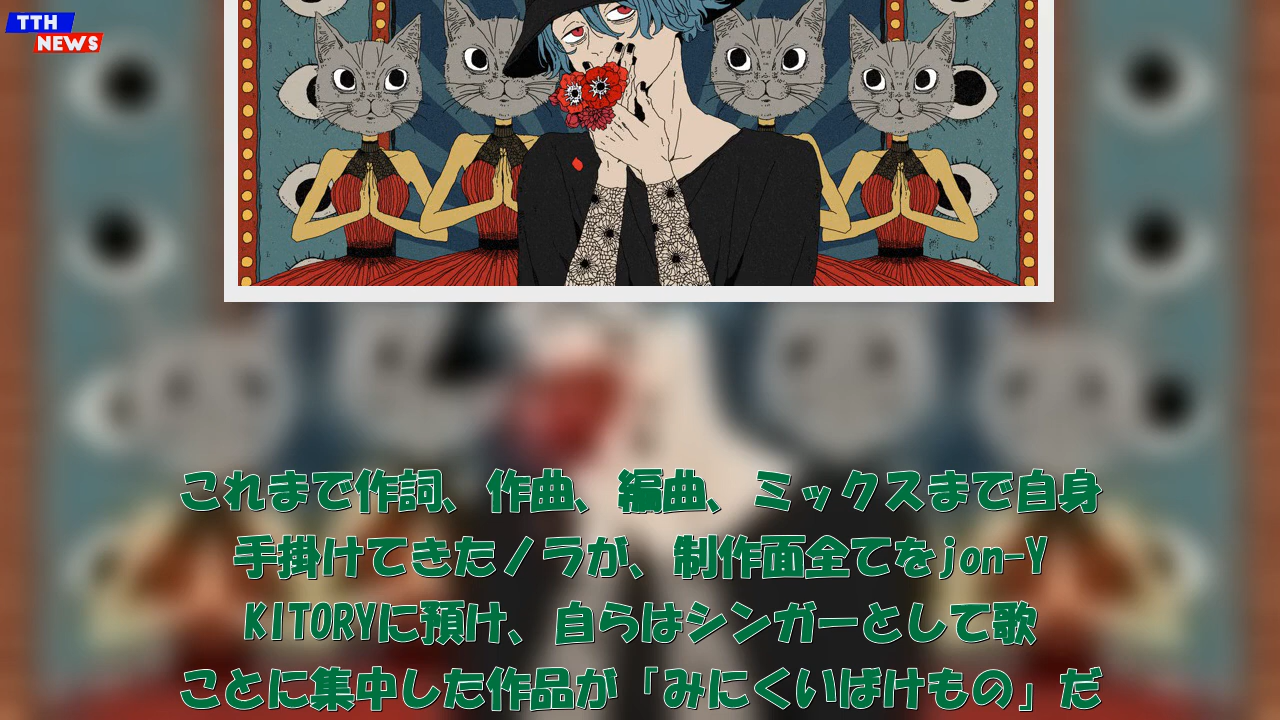 TTH
NEWS
これまで作詞、作曲、編曲、ミックスまで自身
手掛けてきたノラが、制作面全てをjon-Y
KITORYに預け、自らはシンガーとして歌
ことに集中した作品が「みにくいばけもの」だ